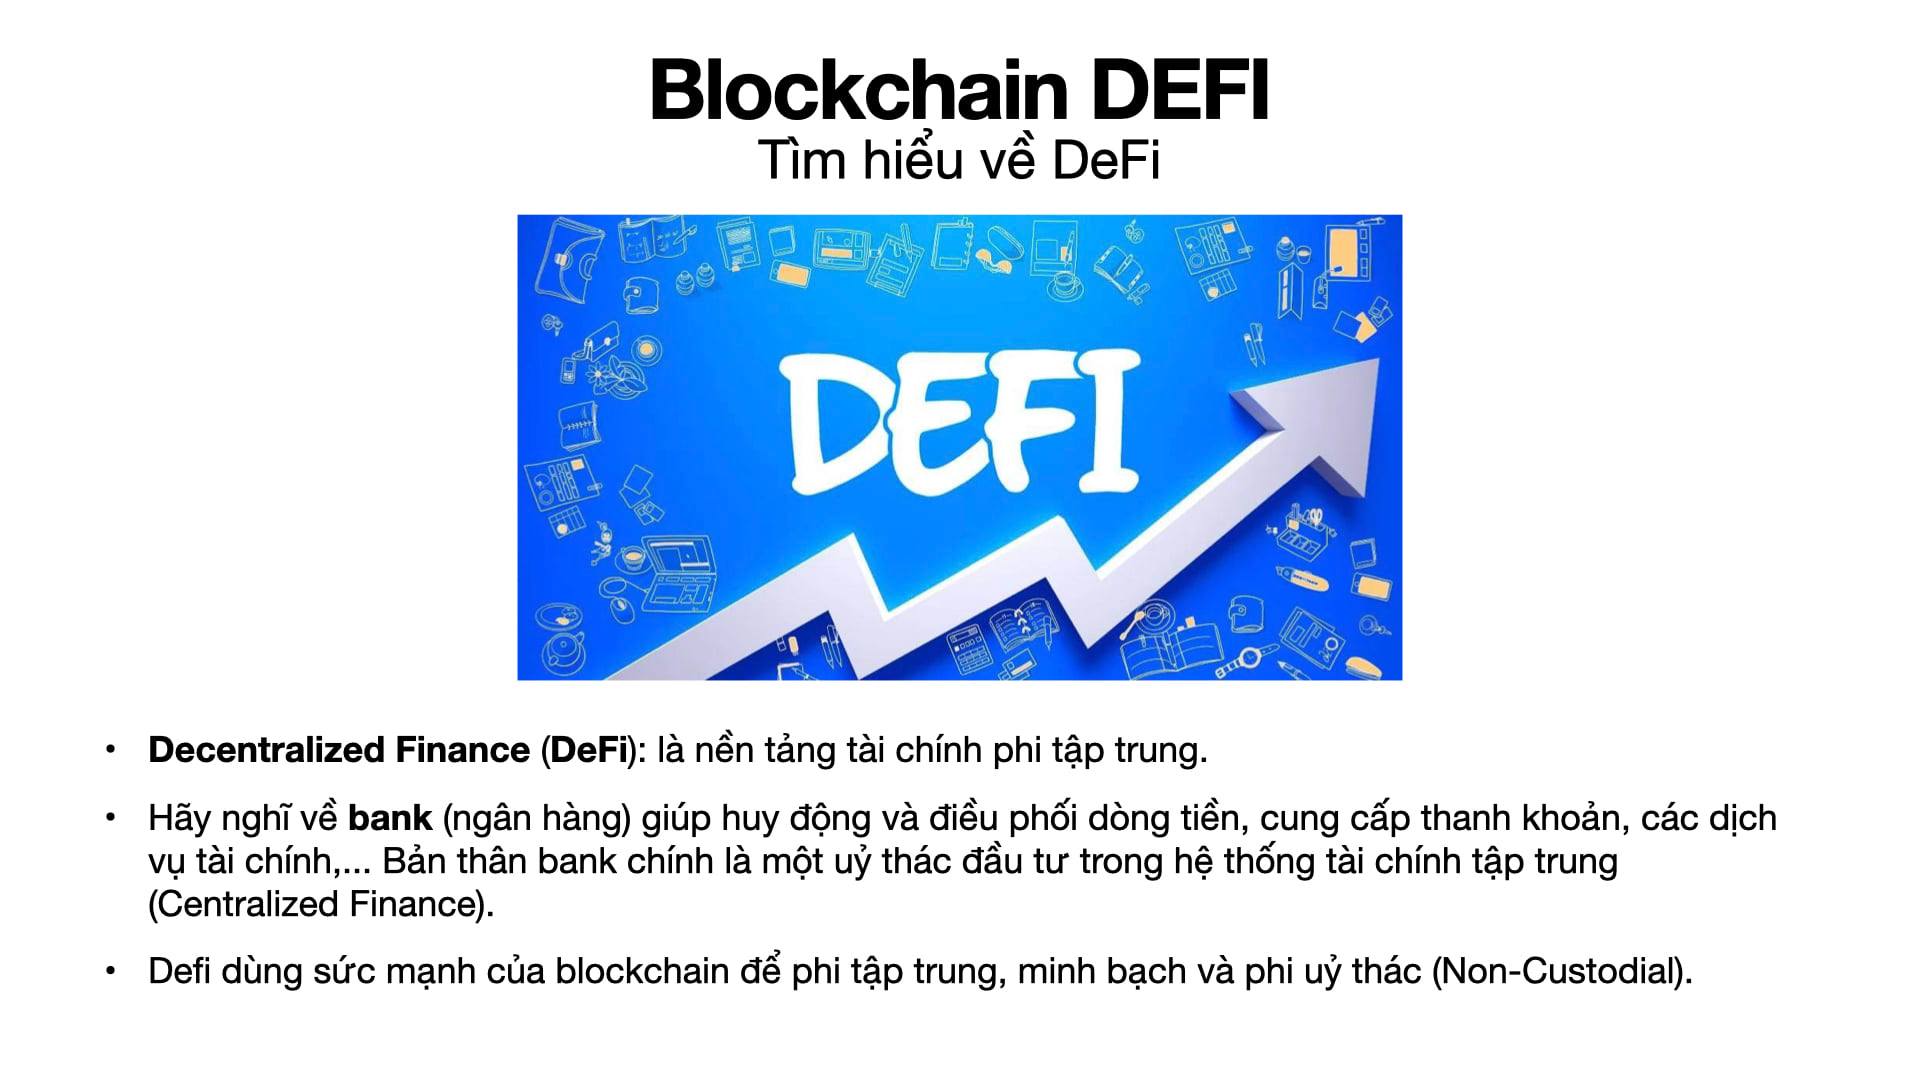 Blockchain DEFI
Tìm hiểu về DeFi
DEFI
• Decentralized Finance (DeFi): là nền tảng tài chính phi tập trung.
• Hãy nghĩ về bank (ngân hàng) giúp huy động và điều phối dòng tiền, cung cấp thanh khoản, các dịch
vụ tài chính,... Bản thân bank chính là một uỷ thác đầu tư trong hệ thống tài chính tập trung
(Centralized Finance).
• Defi dùng sức mạnh của blockchain để phi tập trung, minh bạch và phi uỷ thác (Non-Custodial).